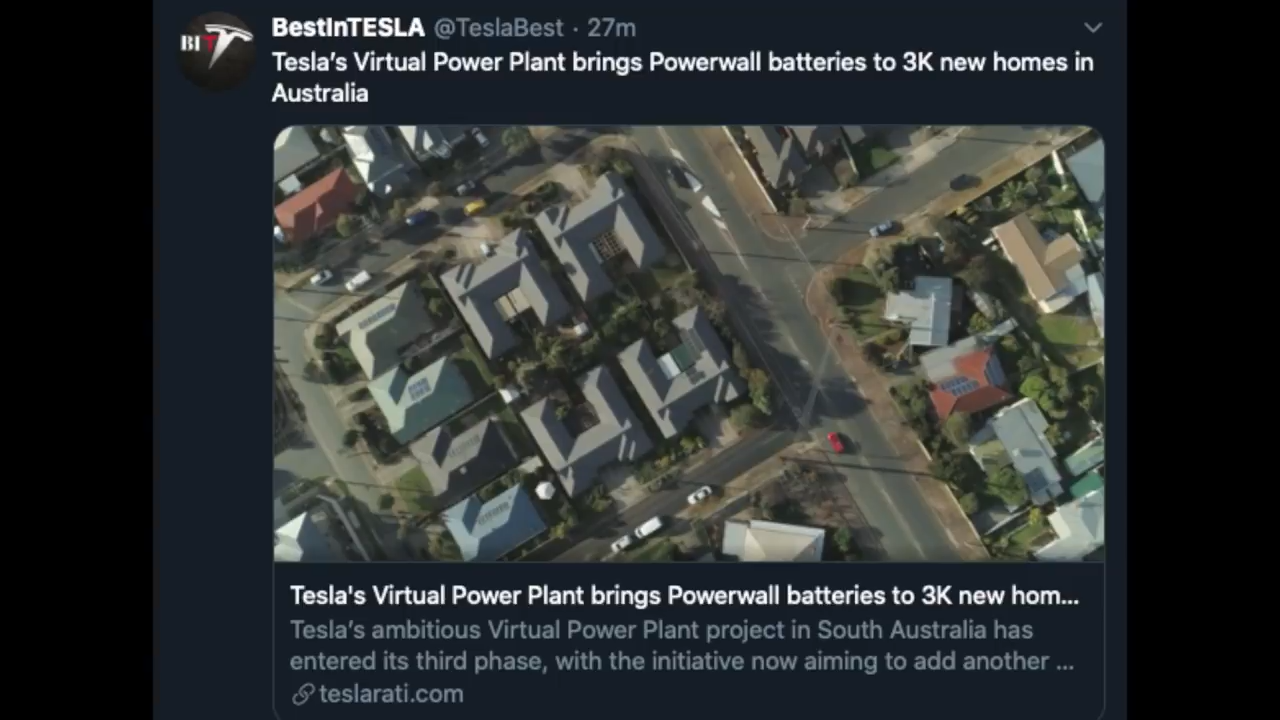 BIT
BestInTESLA @TeslaBest · 27m
Tesla’s Virtual Power Plant brings Powerwall batteries to 3K new homes in
Australia
Tesla's Virtual Power Plant brings Powerwall batteries to 3K new hom...
Tesla’s ambitious Virtual Power Plant project in South Australia has
entered its third phase, with the initiative now aiming to add another ...
teslarati.com